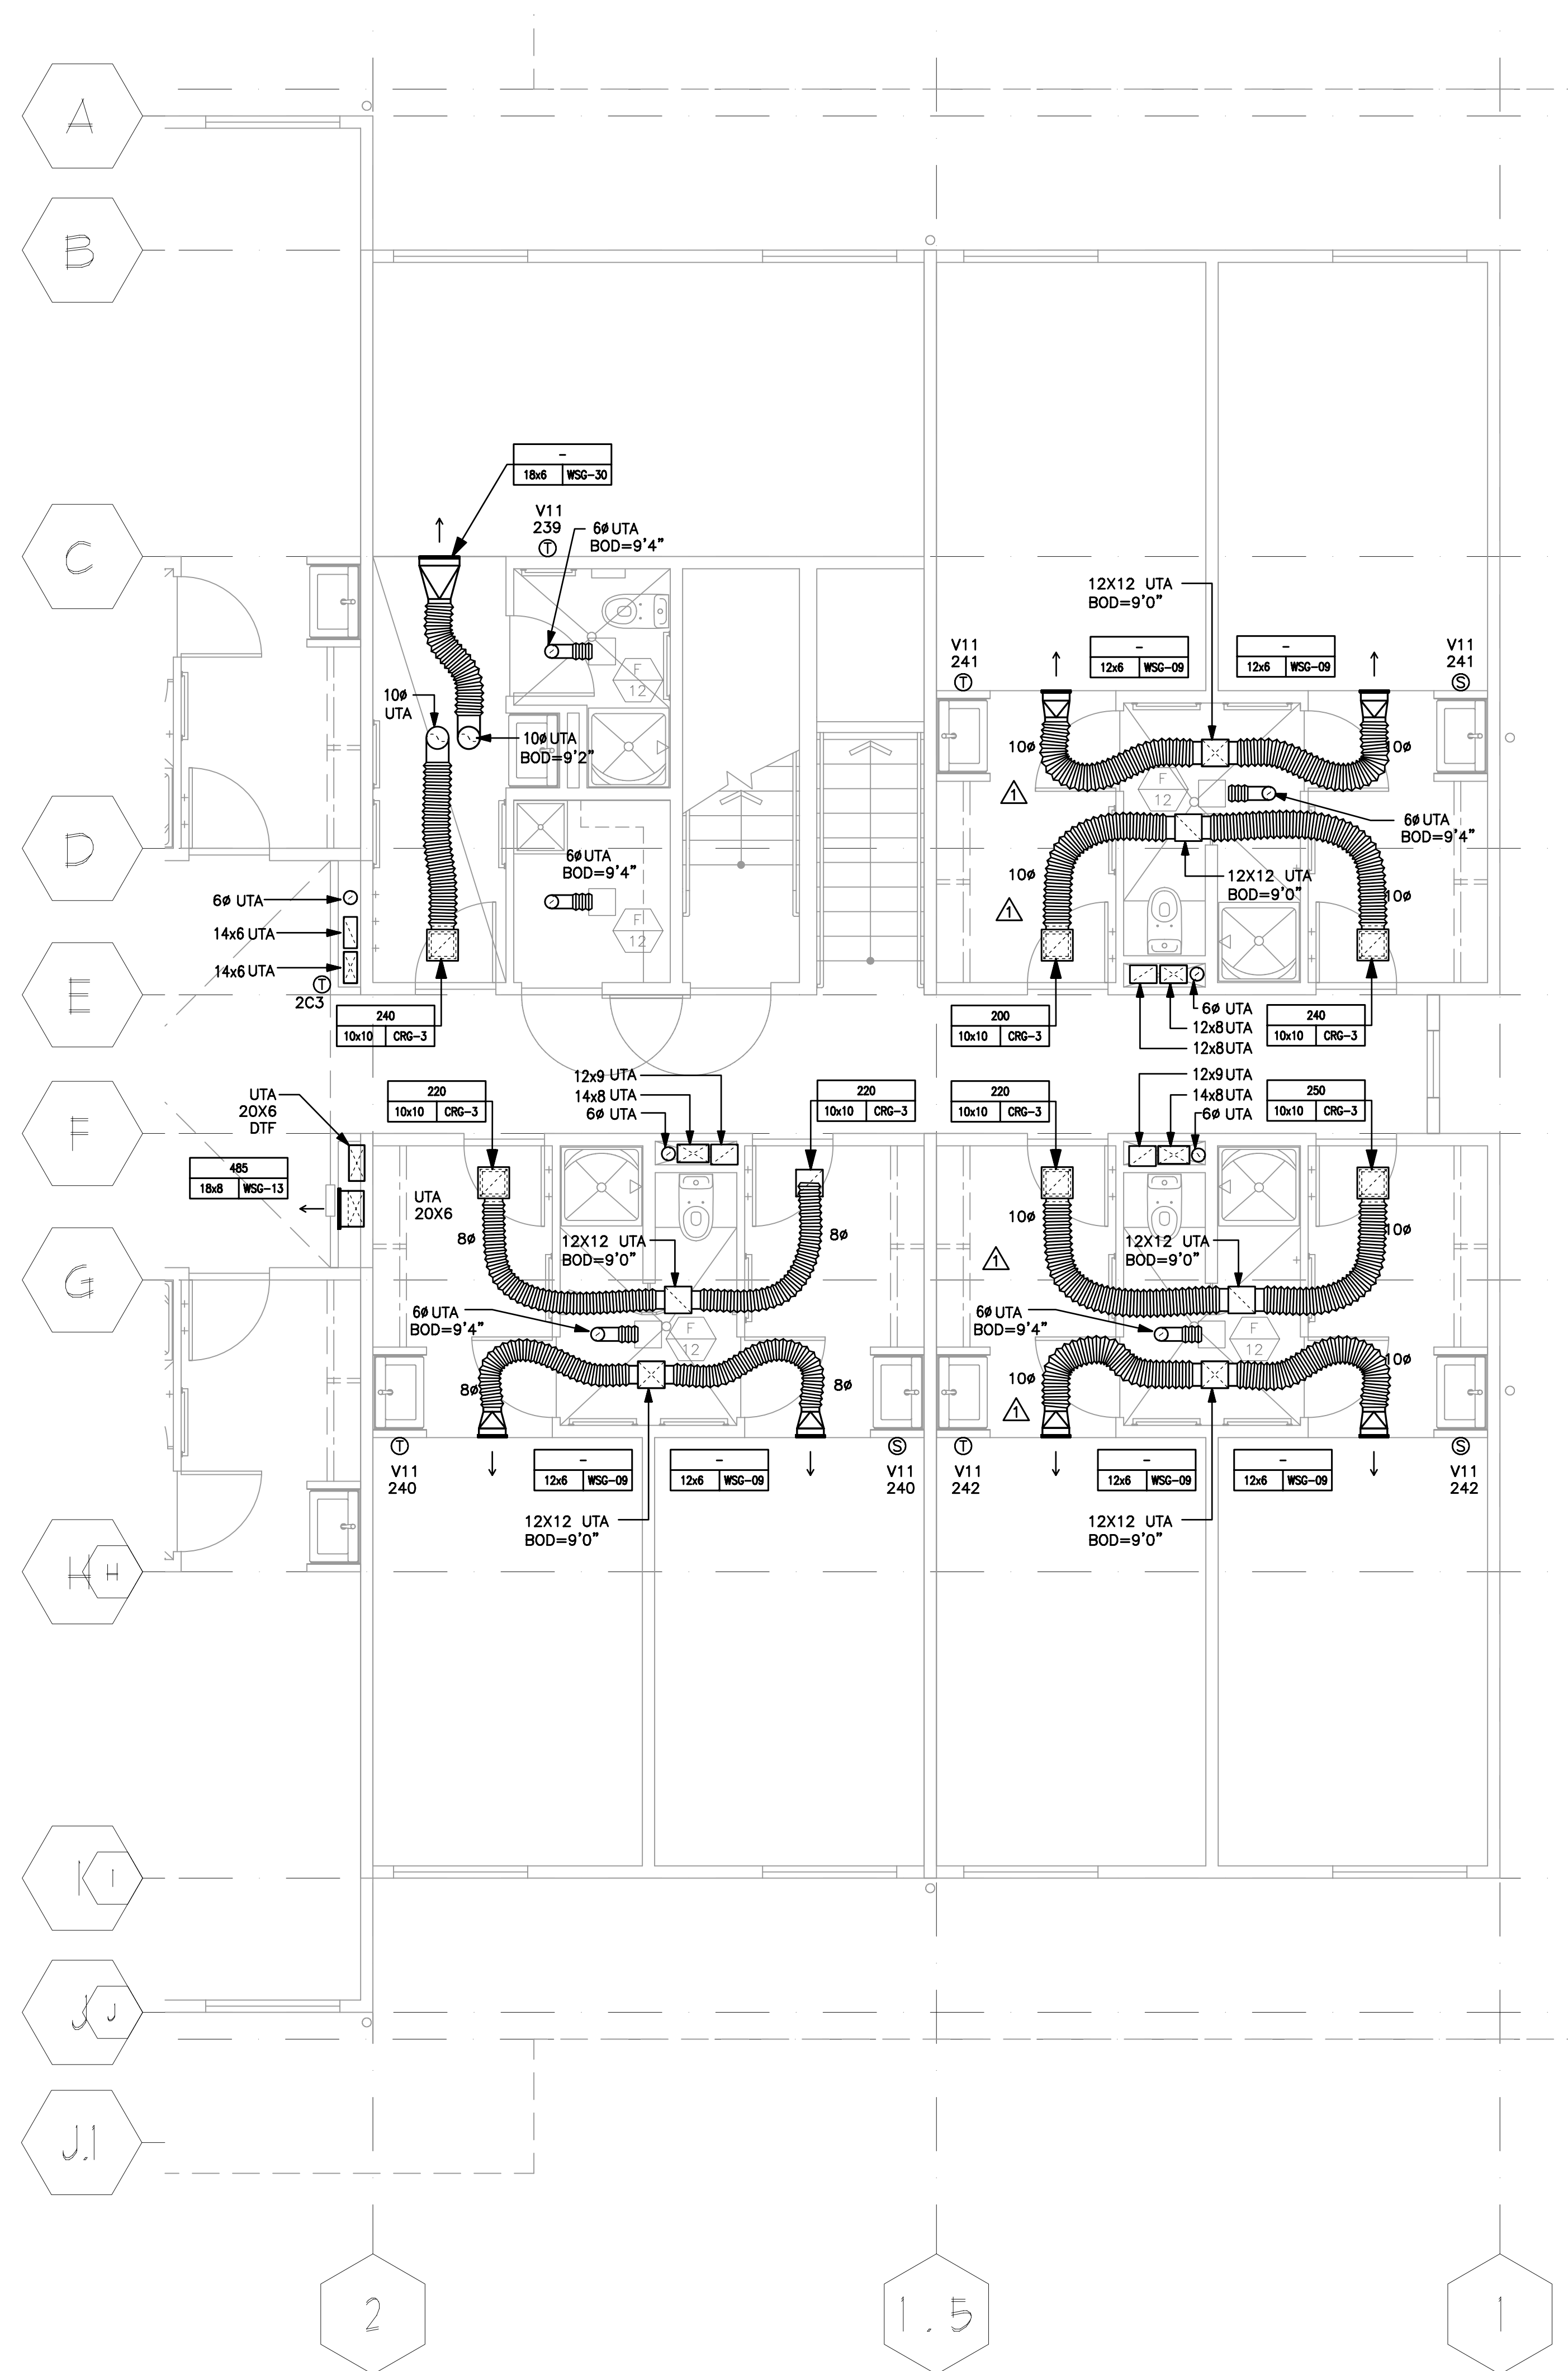 A
B
-
18x6 WSG-30
C
V11
239
T
6ø UTA
BOD=9'4"
12X12 UTA
BOD=9'0"
V11
241
T
-
12x6 WSG-09
-
12x6 WSG-09
V11
241
S
F
12
10ø
UTA
10ø UTA
BOD=9'2"
10ø
10ø
F
12
1
D
6ø UTA
BOD=9'4"
6ø UTA
BOD=9'4"
10ø
12X12 UTA
BOD=9'0"
10ø
6ø UTA
14x6 UTA
14x6 UTA
F
12
1
E
T
2C3
240
10x10 CRG-3
200
10x10 CRG-3
6ø UTA
12x8 UTA
12x8 UTA
240
10x10 CRG-3
F
UTA
20X6
DTF
220
10x10 CRG-3
12x9 UTA
14x8 UTA
6ø UTA
220
10x10 CRG-3
220
10x10 CRG-3
12x9 UTA
14x8 UTA
6ø UTA
250
10x10 CRG-3
485
18x8 WSG-13
UTA
20X6
8ø
12X12 UTA
BOD=9'0"
8ø
10ø
12X12 UTA
BOD=9'0"
10ø
1
G
6ø UTA
BOD=9'4"
F
12
6ø UTA
BOD=9'4"
F
12
8ø
8ø
10ø
10ø
1
T
V11
240
-
12x6 WSG-09
-
12x6 WSG-09
S
V11
240
T
V11
242
-
12x6 WSG-09
-
12x6 WSG-09
S
V11
242
12X12 UTA
BOD=9'0"
12X12 UTA
BOD=9'0"
H
H
I
I
J
J
J.1
2
1.5
1